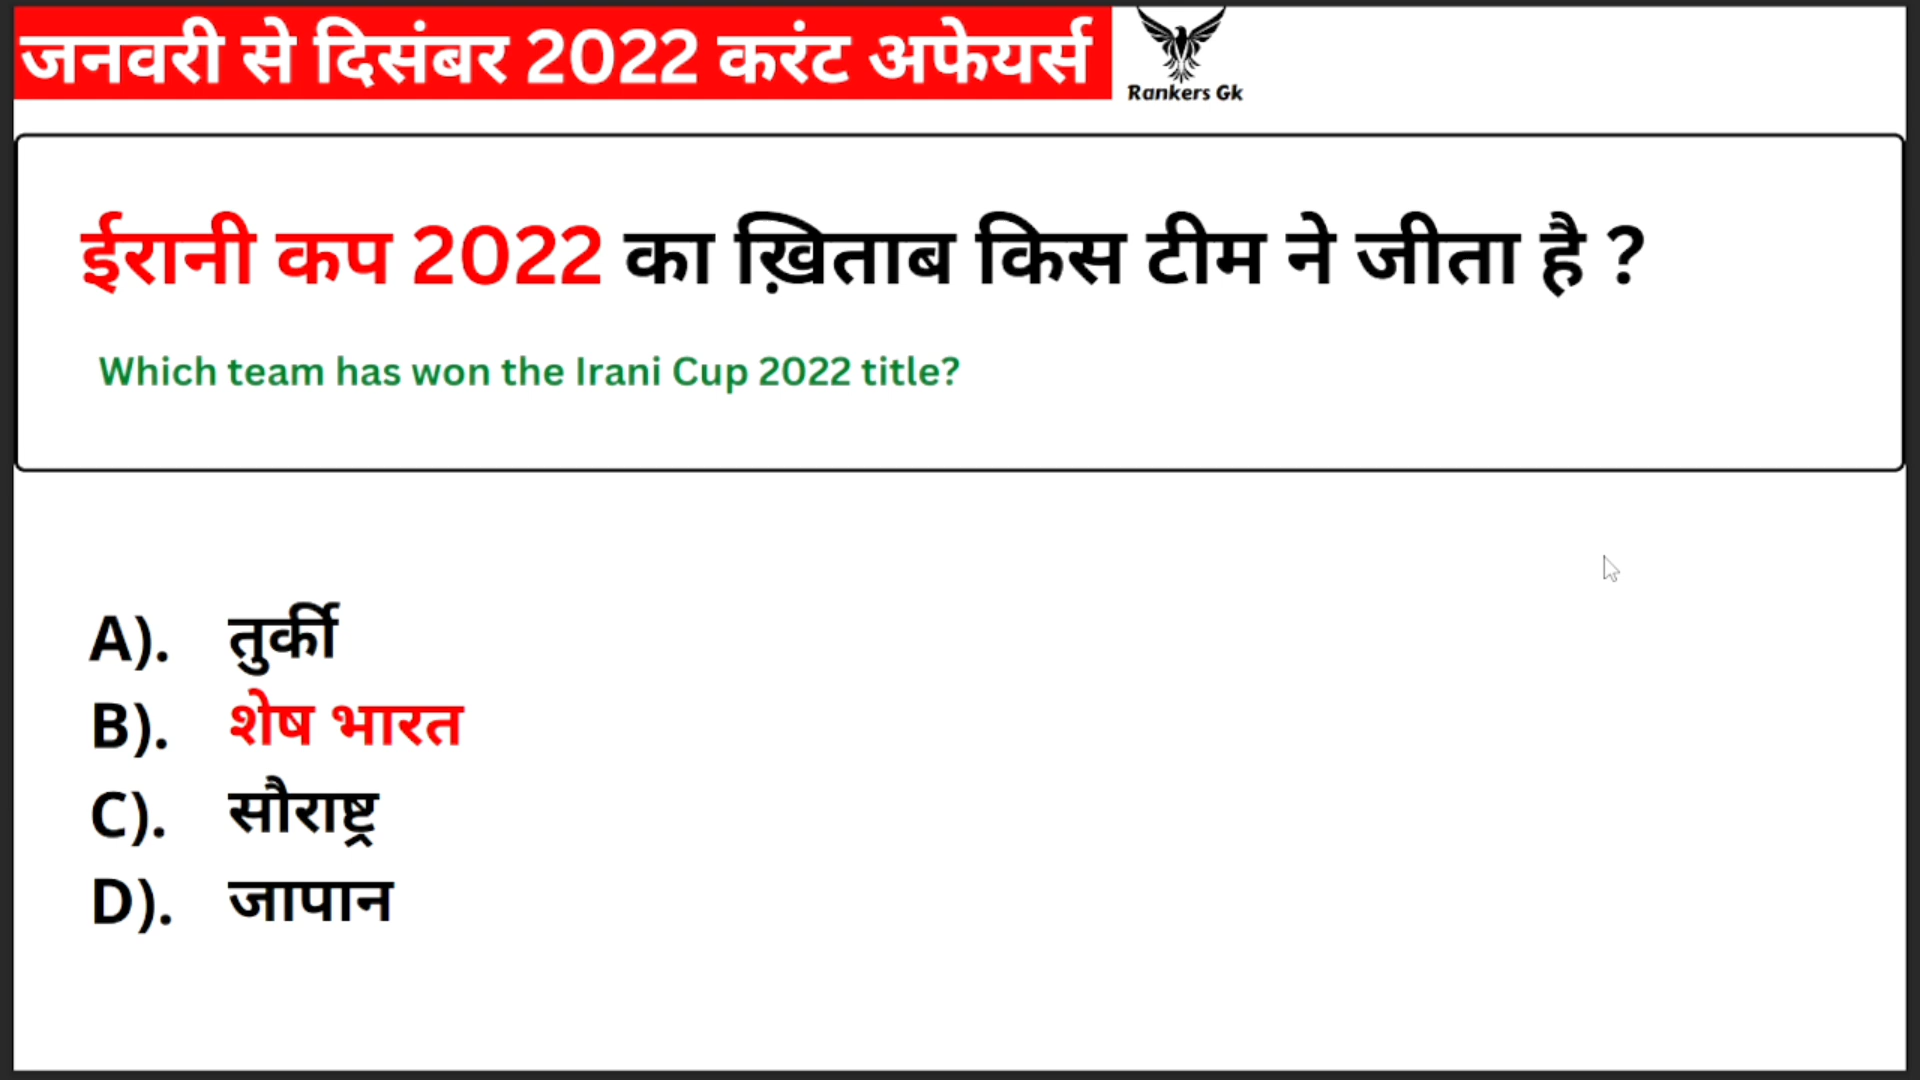 जनवरी से दिसंबर 2022 करंट अफेयर्स
Rankers Gk
ईरानी कप 2022 का ख़िताब किस टीम ने जीता है ?
Which team has won the Irani Cup 2022 title?
A). तुर्की
B). शेष भारत
C). सौराष्ट्र
D). जापान